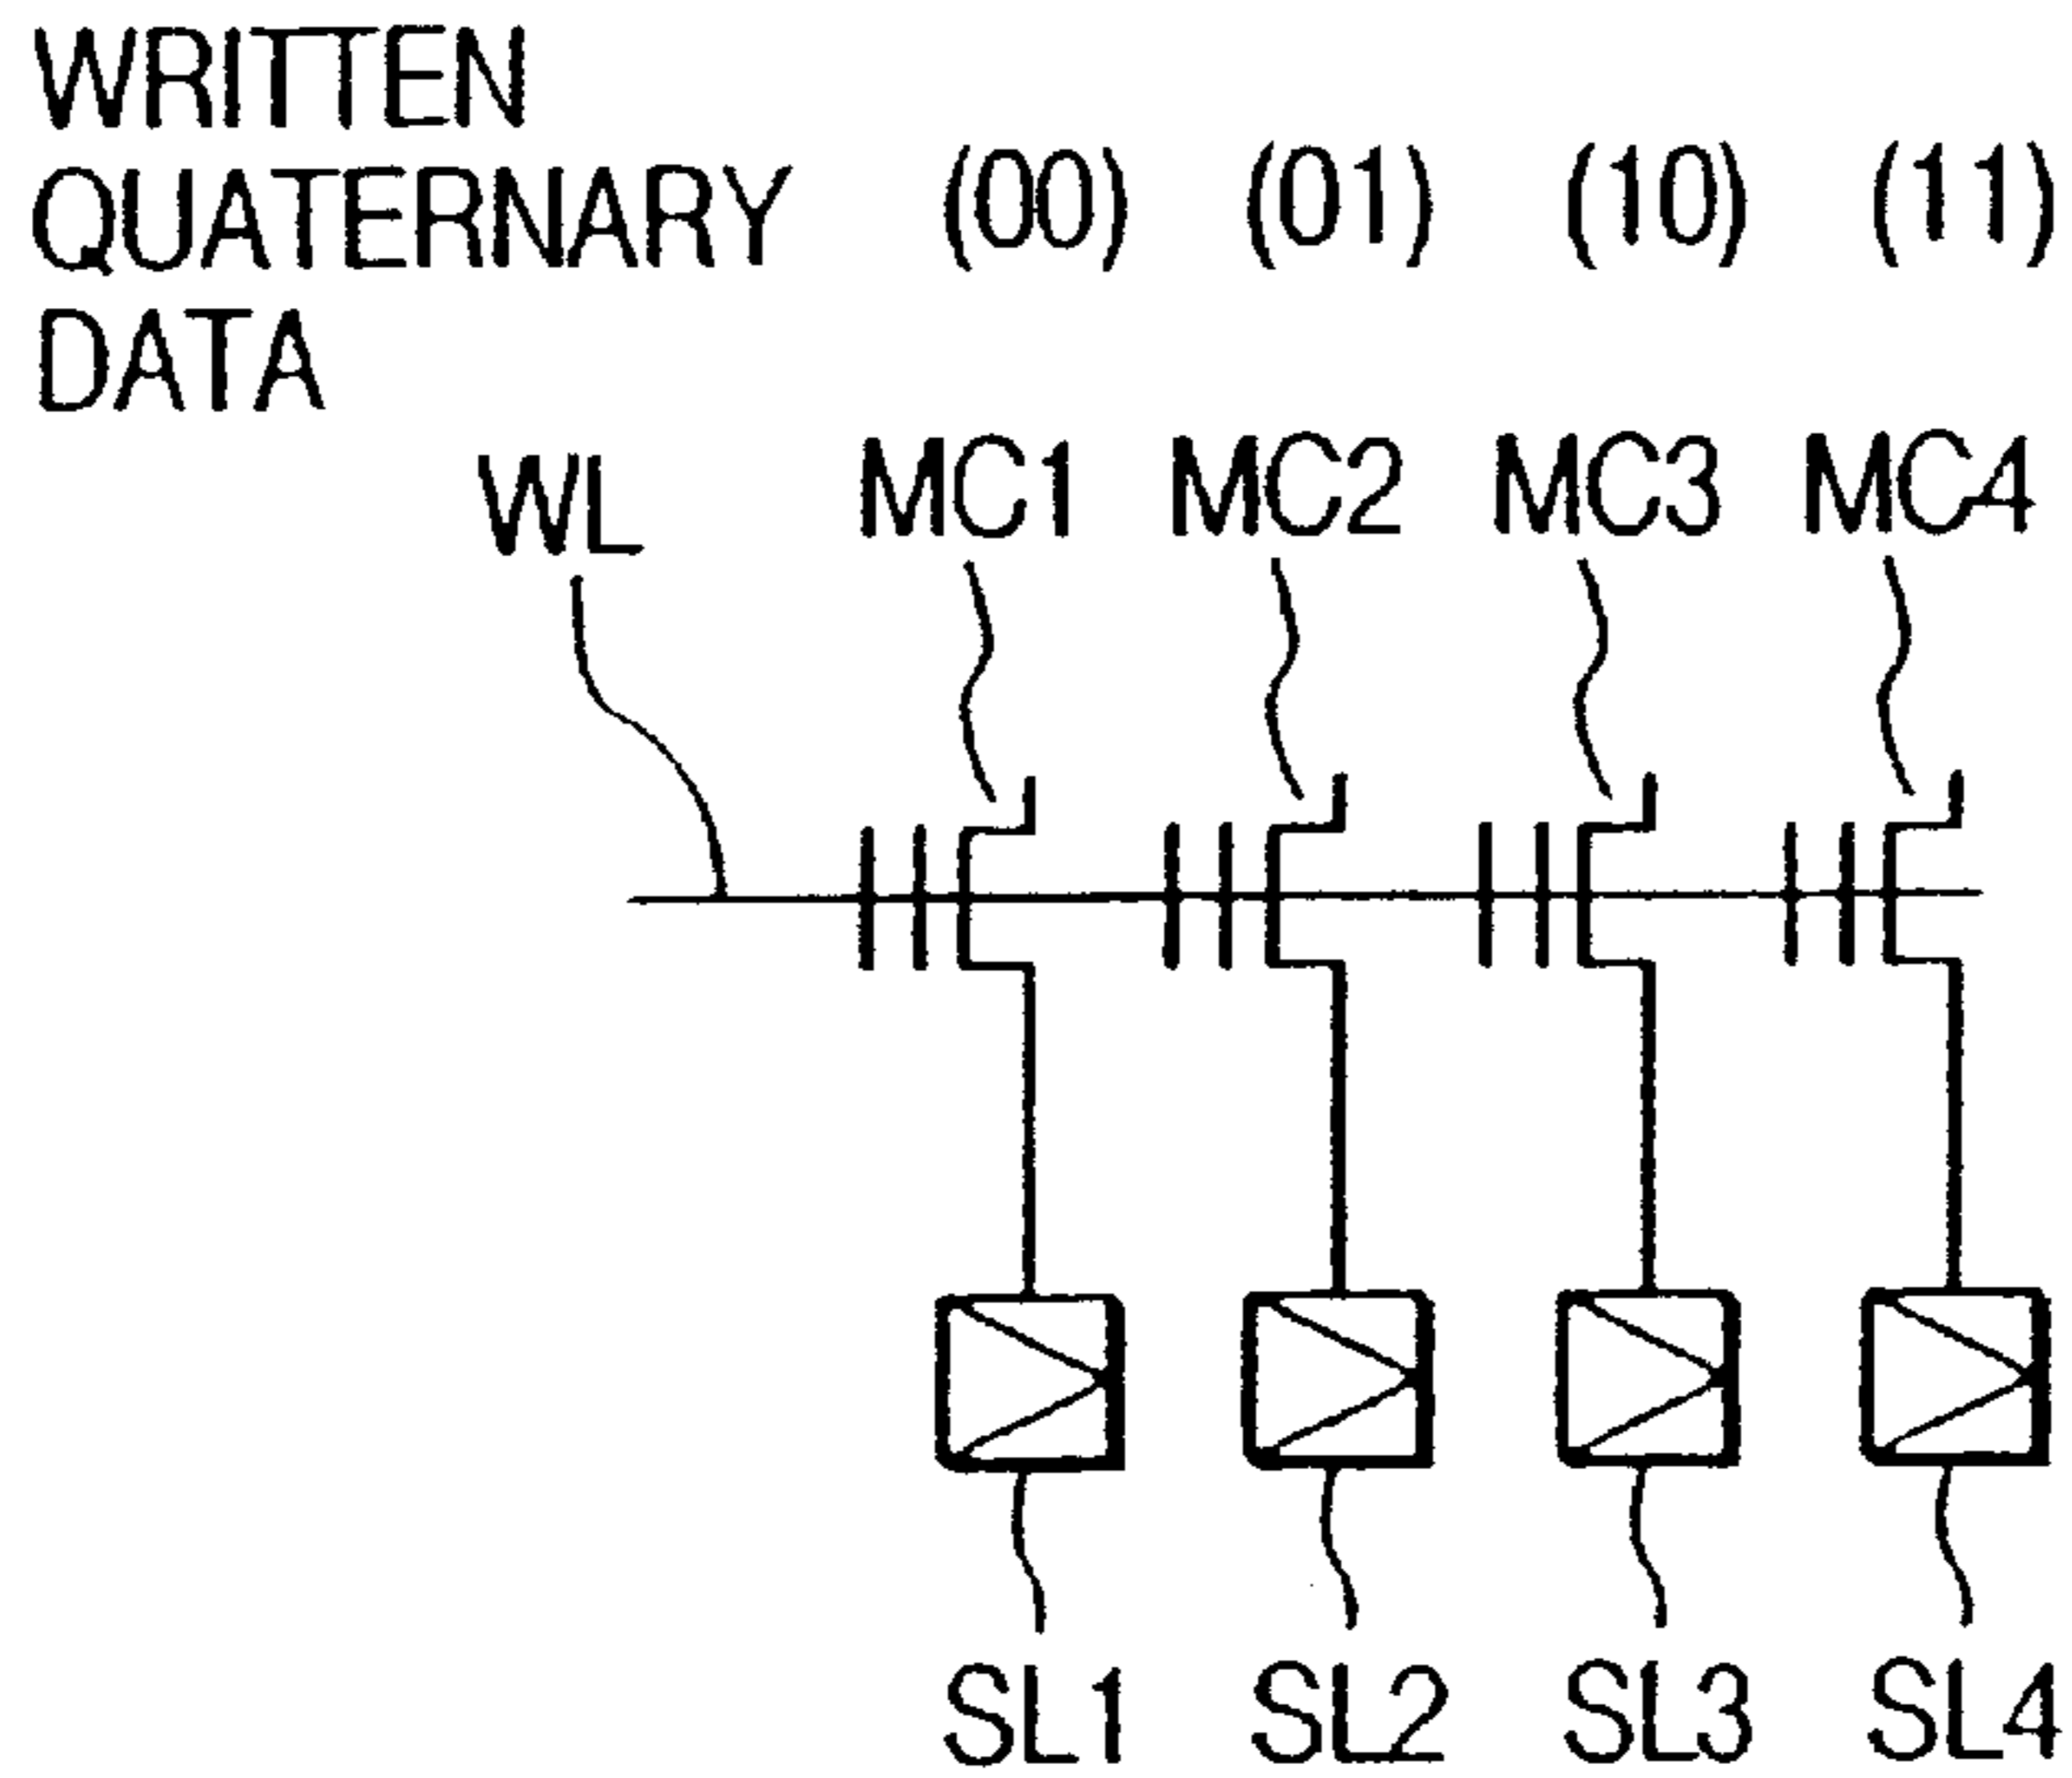 WRITTEN
QUATERNARY (00) (01) (10) (11)
DATA
WL MC1 MC2 MC3 MC4
SL1 SL2 SL3 SL4